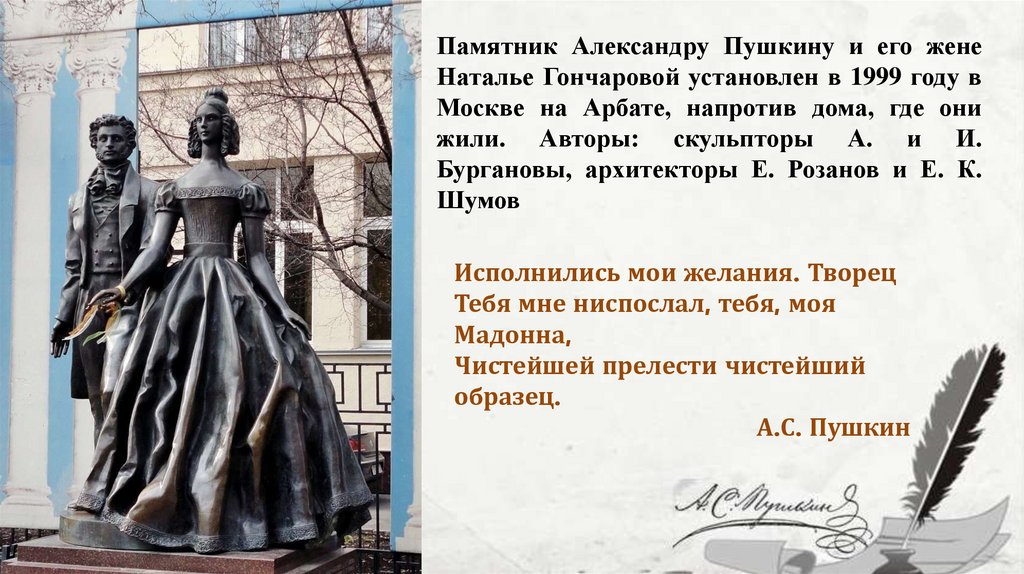 Памятник Александру Пушкину и его жене
Наталье Гончаровой установлен в 1999 году в
Москве на Арбате, напротив дома, где они
жили. Авторы: скульпторы А. и И.
Бургановы, архитекторы Е. Розанов и Е. К.
Шумов
Исполнились мои желания. Творец
Тебя мне ниспослал, тебя, моя
Мадонна,
Чистейшей прелести чистейший
образец.
А.С. Пушкин
А.С.Пушкин